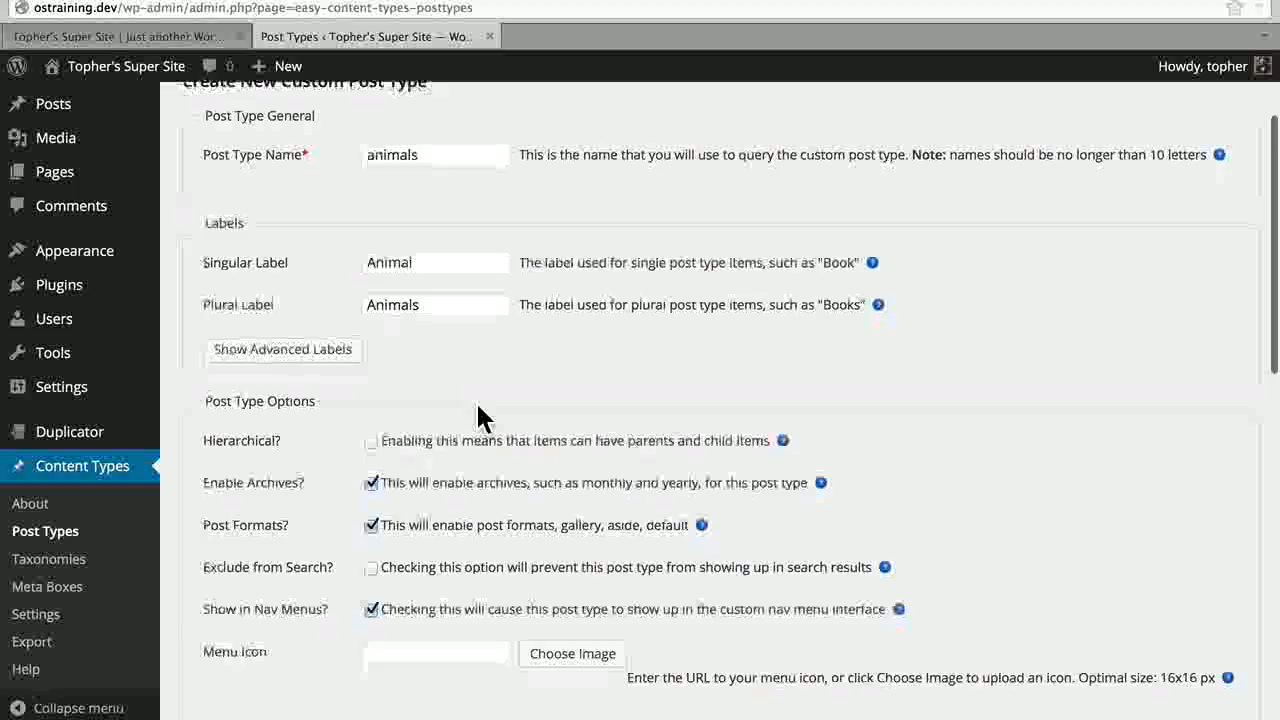 ostraining.dev/wp-admin/admin.php?page=easy-content-types-posttypes
Topher's Super Site | Just another Wor...
Post Types ‹ Topher's Super Site — Wo...
Topher's Super Site 0 New Howdy, topher
Posts
Media
Pages
Comments
Appearance
Plugins
Users
Tools
Settings
Duplicator
Content Types
About
Post Types
Taxonomies
Meta Boxes
Settings
Export
Help
Collapse menu
Create New Custom Post Type
Post Type General
Post Type Name* animals This is the name that you will use to query the custom post type. Note: names should be no longer than 10 letters
Labels
Singular Label Animal The label used for single post type items, such as "Book"
Plural Label Animals The label used for plural post type items, such as "Books"
Show Advanced Labels
Post Type Options
Hierarchical? Enabling this means that items can have parents and child items
Enable Archives? This will enable archives, such as monthly and yearly, for this post type
Post Formats? This will enable post formats, gallery, aside, default
Exclude from Search? Checking this option will prevent this post type from showing up in search results
Show in Nav Menus? Checking this will cause this post type to show up in the custom nav menu interface
Menu Icon Choose Image
Enter the URL to your menu icon, or click Choose Image to upload an icon. Optimal size: 16x16 px